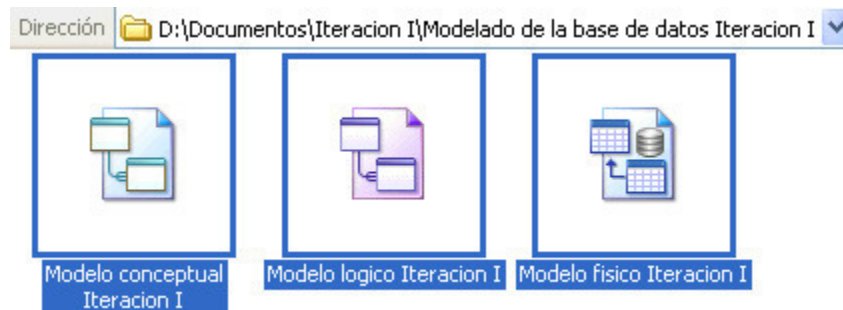 Dirección D:\Documentos\Iteracion I\Modelado de la base de datos Iteracion I
Modelo conceptual
Iteracion I
Modelo logico Iteracion I
Modelo fisico Iteracion I